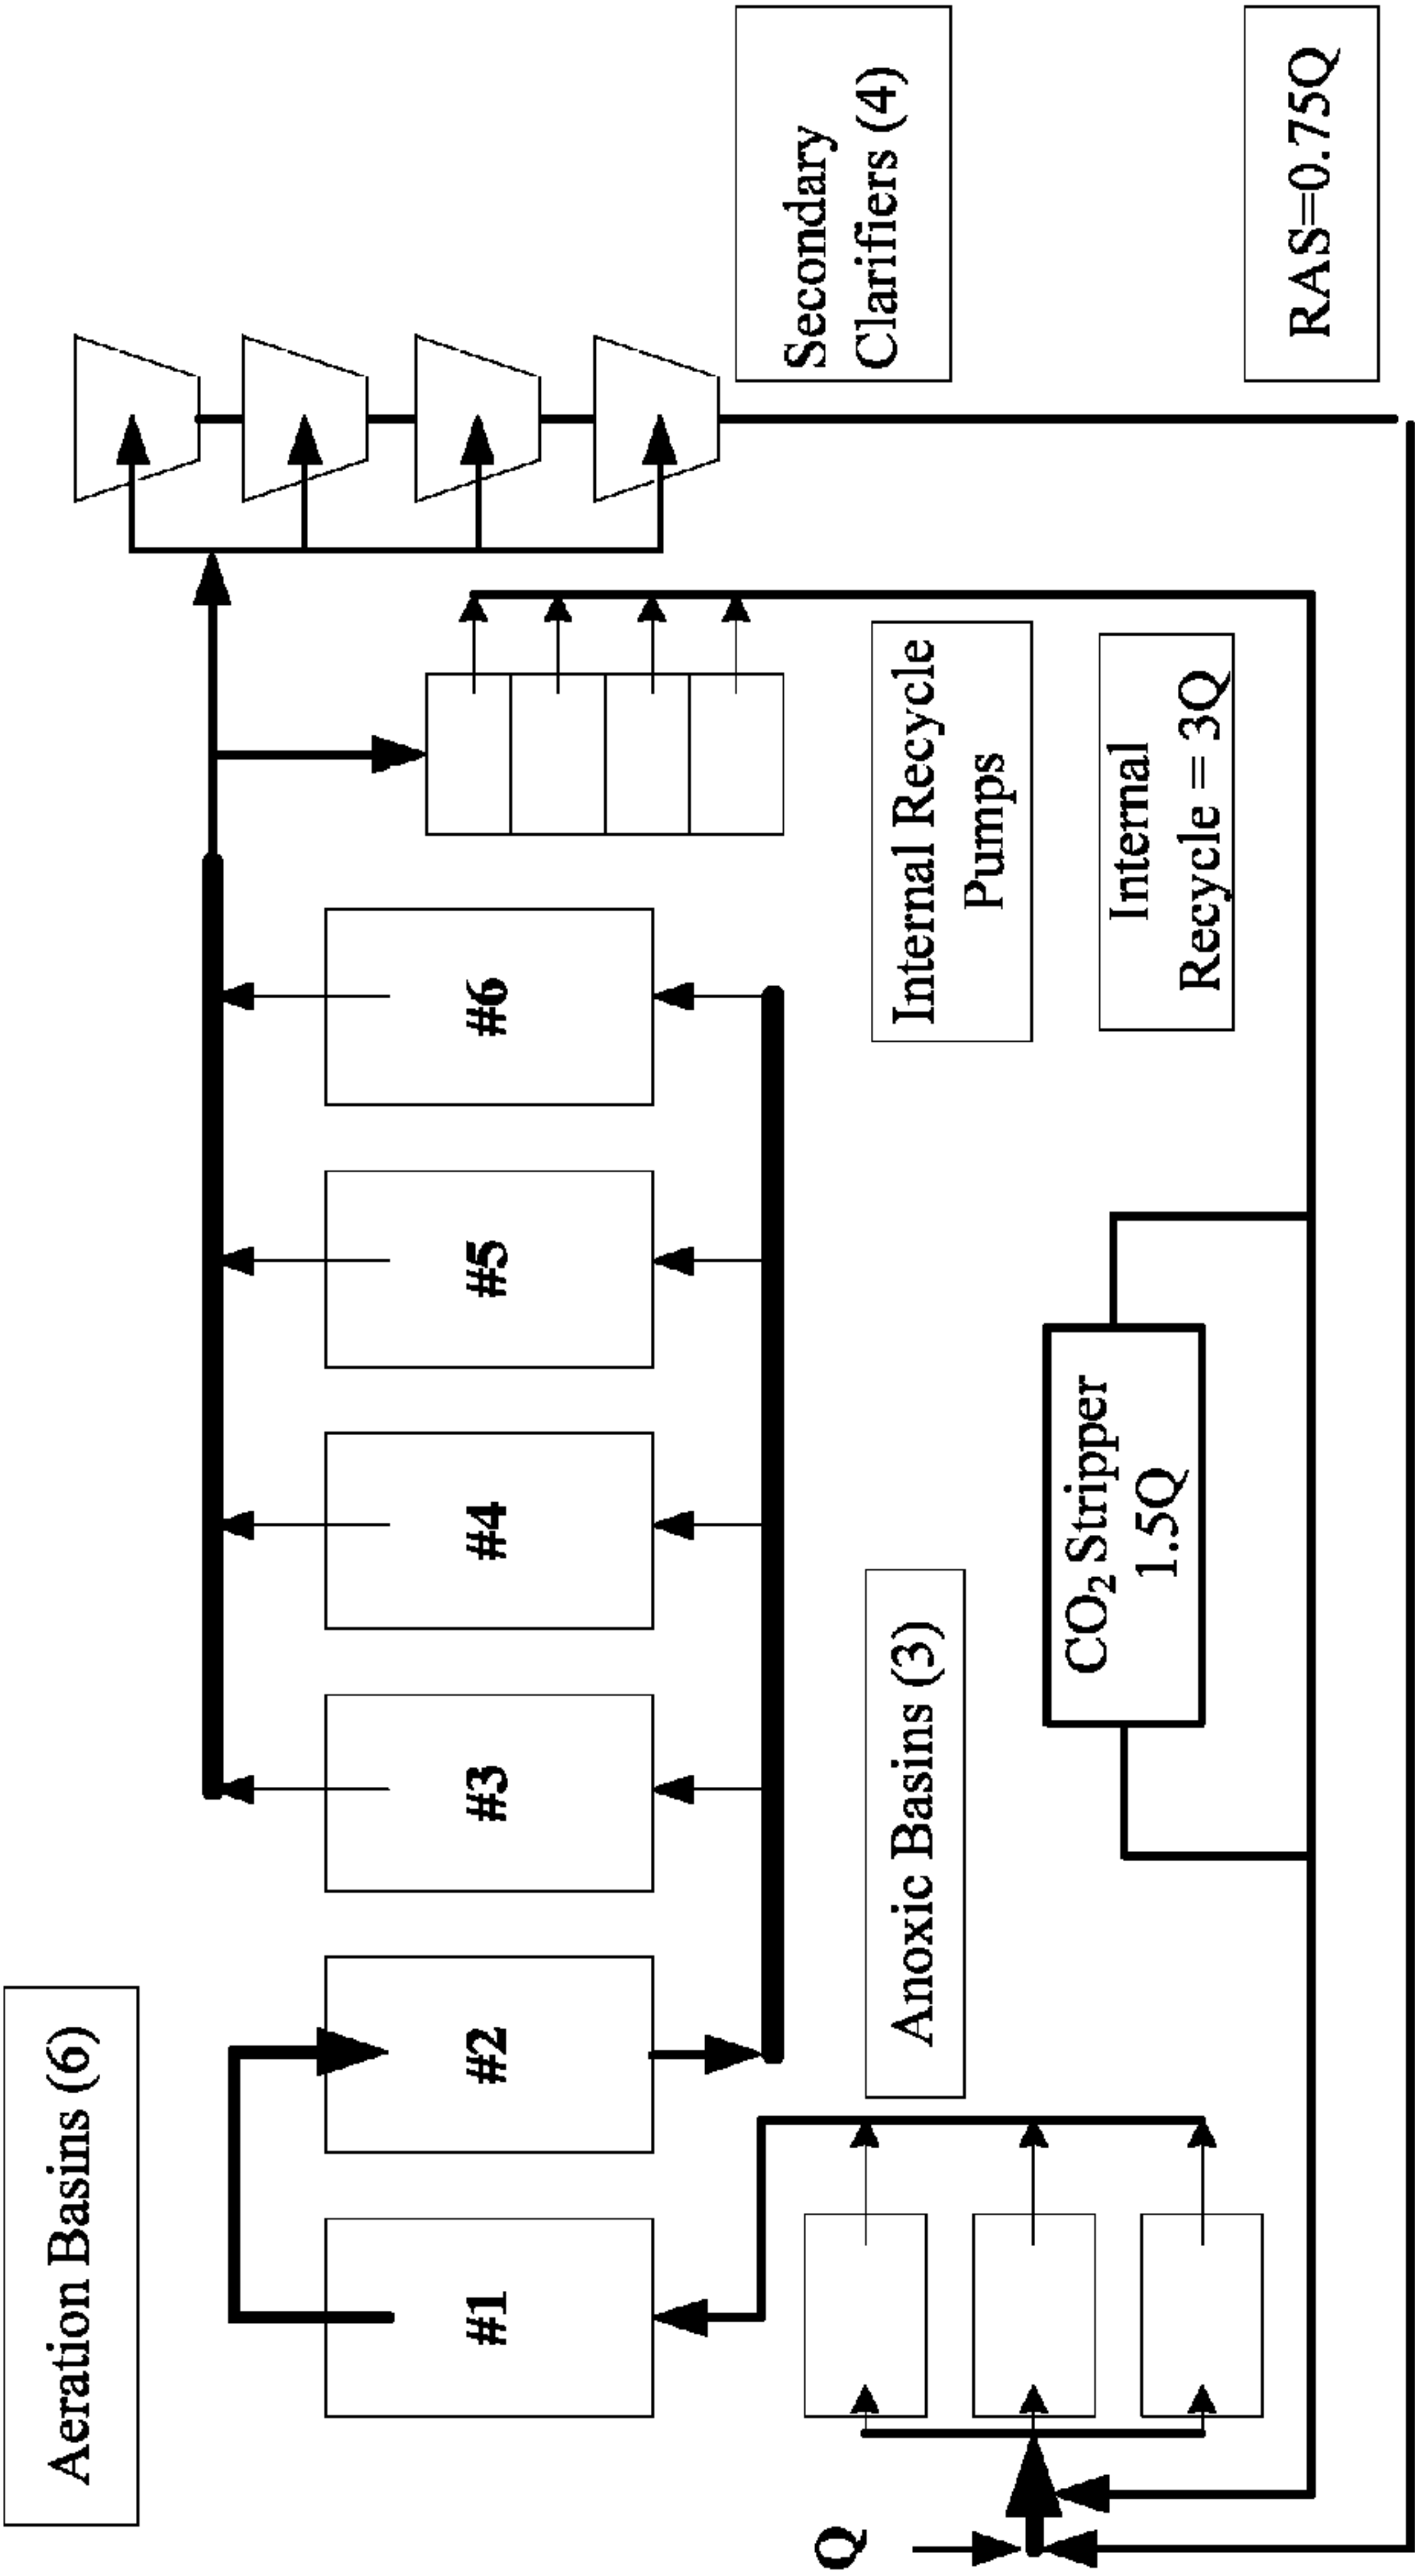 Aeration Basins (6)
#1
#2
#3
#4
#5
#6
Secondary
Clarifiers (4)
Internal Recycle
Pumps
Anoxic Basins (3)
Q
CO₂ Stripper
1.5Q
Internal
Recycle = 3Q
RAS=0.75Q